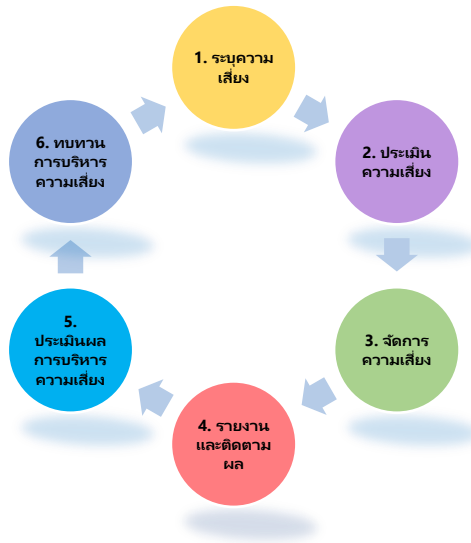 1. ระบุความ
เสี่ยง
2. ประเมิน
ความเสี่ยง
3. จัดการ
ความเสี่ยง
4. รายงาน
และติดตาม
ผล
5.
ประเมินผล
การบริหาร
ความเสี่ยง
6. ทบทวน
การบริหาร
ความเสี่ยง